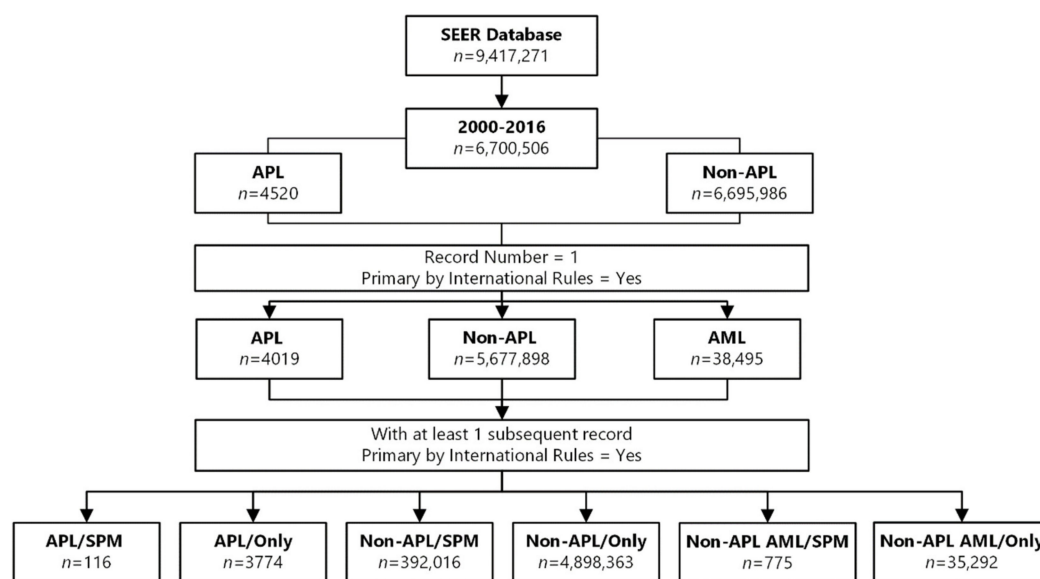 SEER Database
n=9,417,271
2000-2016
n=6,700,506
APL
n=4520
Non-APL
n=6,695,986
Record Number = 1
Primary by International Rules = Yes
APL
n=4019
Non-APL
n=5,677,898
AML
n=38,495
With at least 1 subsequent record
Primary by International Rules = Yes
APL/SPM
n=116
APL/Only
n=3774
Non-APL/SPM
n=392,016
Non-APL/Only
n=4,898,363
Non-APL AML/SPM
n=775
Non-APL AML/Only
n=35,292